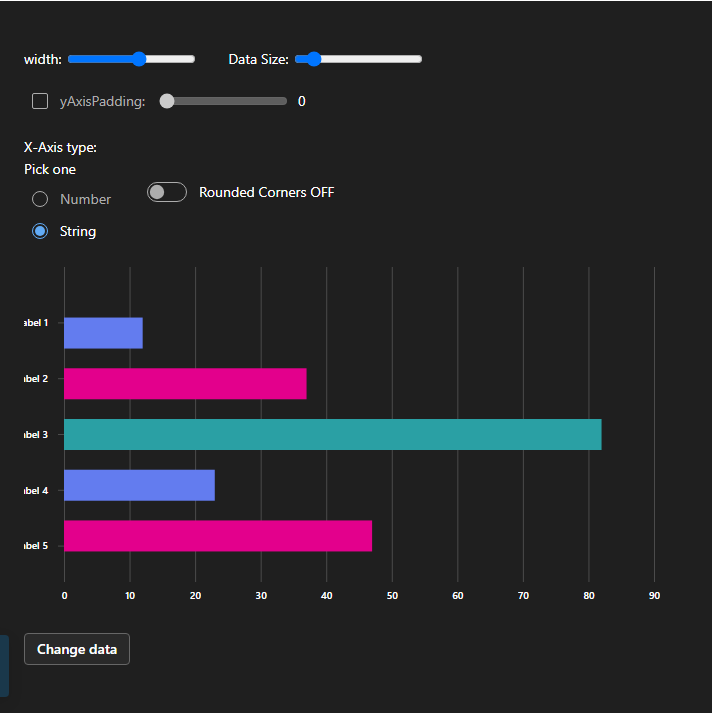 width:
Data Size:
yAxisPadding:
0
X-Axis type:
Pick one
Number
Rounded Corners OFF
String
abel 1
abel 2
abel 3
abel 4
abel 5
0 10 20 30 40 50 60 70 80 90
Change data